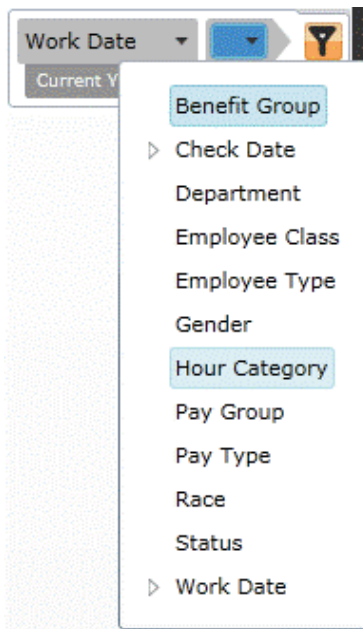 Work Date
Current Y
Benefit Group
Check Date
Department
Employee Class
Employee Type
Gender
Hour Category
Pay Group
Pay Type
Race
Status
Work Date